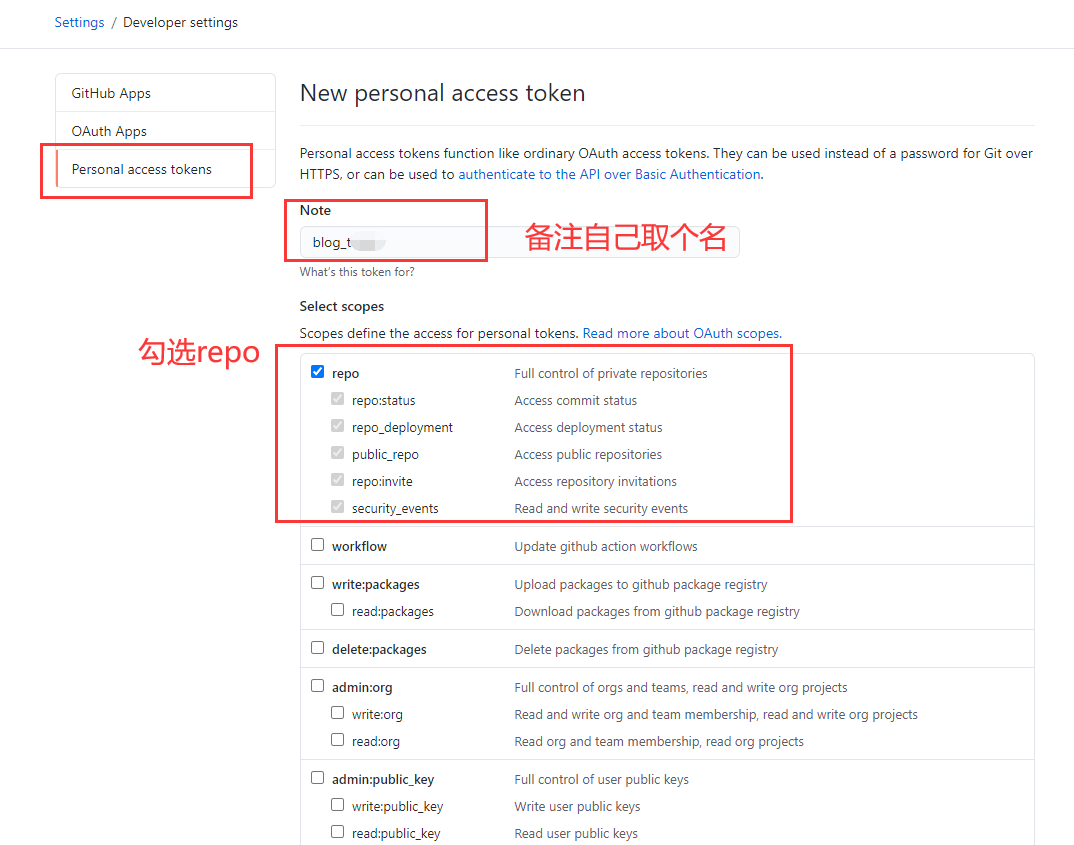 Settings / Developer settings
GitHub Apps
OAuth Apps
Personal access tokens
New personal access token
Personal access tokens function like ordinary OAuth access tokens. They can be used instead of a password for Git over
HTTPS, or can be used to authenticate to the API over Basic Authentication.
Note
blog_t
备注自己取个名
What's this token for?
Select scopes
Scopes define the access for personal tokens. Read more about OAuth scopes.
勾选repo
repo Full control of private repositories
repo:status Access commit status
repo_deployment Access deployment status
public_repo Access public repositories
repo:invite Access repository invitations
security_events Read and write security events
workflow Update github action workflows
write:packages Upload packages to github package registry
read:packages Download packages from github package registry
delete:packages Delete packages from github package registry
admin:org Full control of orgs and teams, read and write org projects
write:org Read and write org and team membership, read and write org projects
read:org Read org and team membership, read org projects
admin:public_key Full control of user public keys
write:public_key Write user public keys
read:public_key Read user public keys